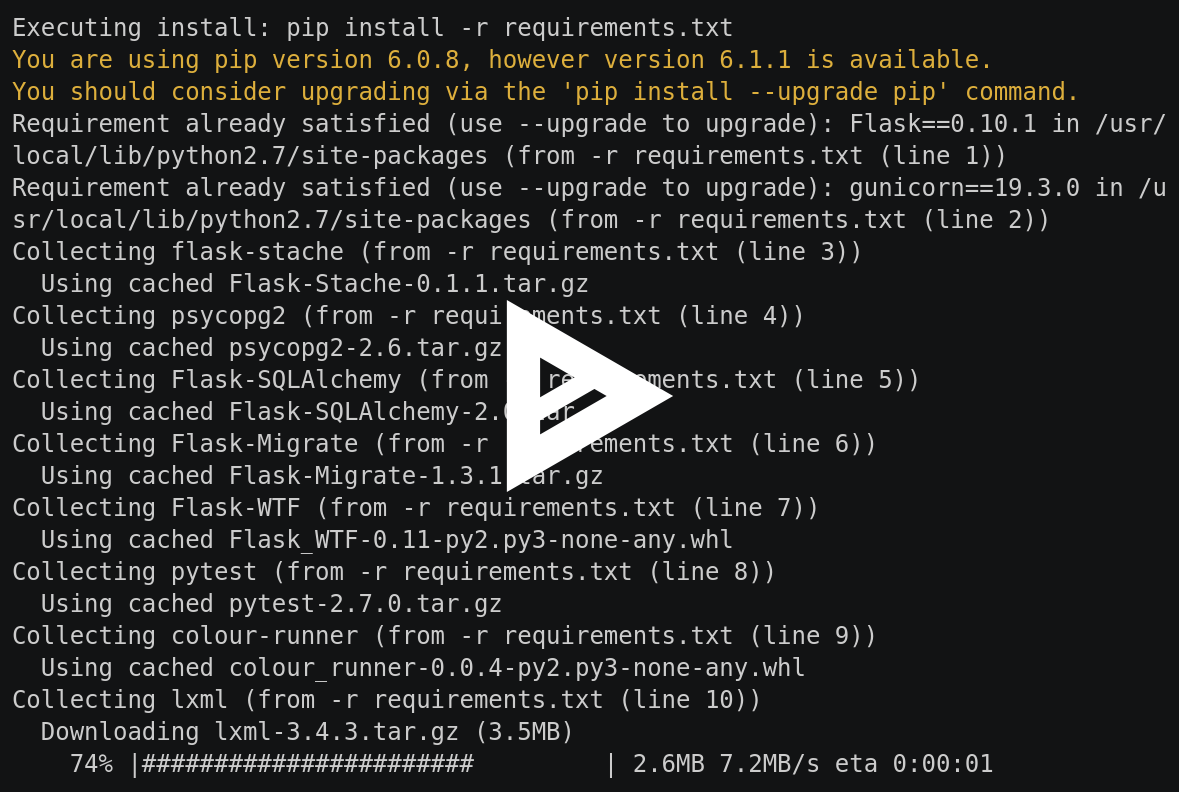 Executing install: pip install -r requirements.txt
You are using pip version 6.0.8, however version 6.1.1 is available.
You should consider upgrading via the 'pip install --upgrade pip' command.
Requirement already satisfied (use --upgrade to upgrade): Flask==0.10.1 in /usr/
local/lib/python2.7/site-packages (from -r requirements.txt (line 1))
Requirement already satisfied (use --upgrade to upgrade): gunicorn==19.3.0 in /u
sr/local/lib/python2.7/site-packages (from -r requirements.txt (line 2))
Collecting flask-stache (from -r requirements.txt (line 3))
  Using cached Flask-Stache-0.1.1.tar.gz
Collecting psycopg2 (from -r requirements.txt (line 4))
  Using cached psycopg2-2.6.tar.gz
Collecting Flask-SQLAlchemy (from -r requirements.txt (line 5))
  Using cached
Collecting Flask-Migrate (from -r requirements.txt (line 6))
  Using cached Flask-Migrate-1.3.1.tar.gz
Collecting Flask-WTF (from -r requirements.txt (line 7))
  Using cached Flask_WTF-0.11-py2.py3-none-any.whl
Collecting pytest (from -r requirements.txt (line 8))
  Using cached pytest-2.7.0.tar.gz
Collecting colour-runner (from -r requirements.txt (line 9))
  Using cached colour_runner-0.0.4-py2.py3-none-any.whl
Collecting lxml (from -r requirements.txt (line 10))
  Downloading lxml-3.4.3.tar.gz (3.5MB)
    74% |#######################         | 2.6MB 7.2MB/s eta 0:00:01